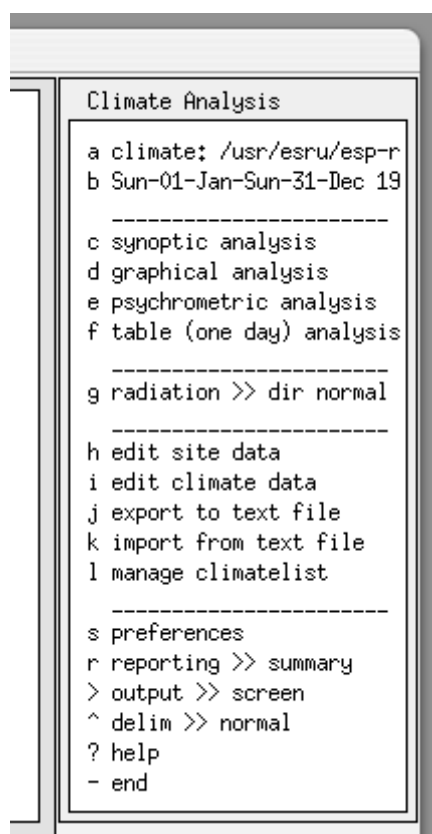 Climate Analysis
a climate: /usr/esru/esp-r
b Sun-01-Jan-Sun-31-Dec 19
c synoptic analysis
d graphical analysis
e psychrometric analysis
f table (one day) analysis
g radiation >> dir normal
h edit site data
i edit climate data
j export to text file
k import from text file
l manage climatelist
s preferences
r reporting >> summary
> output >> screen
^ delim >> normal
? help
- end